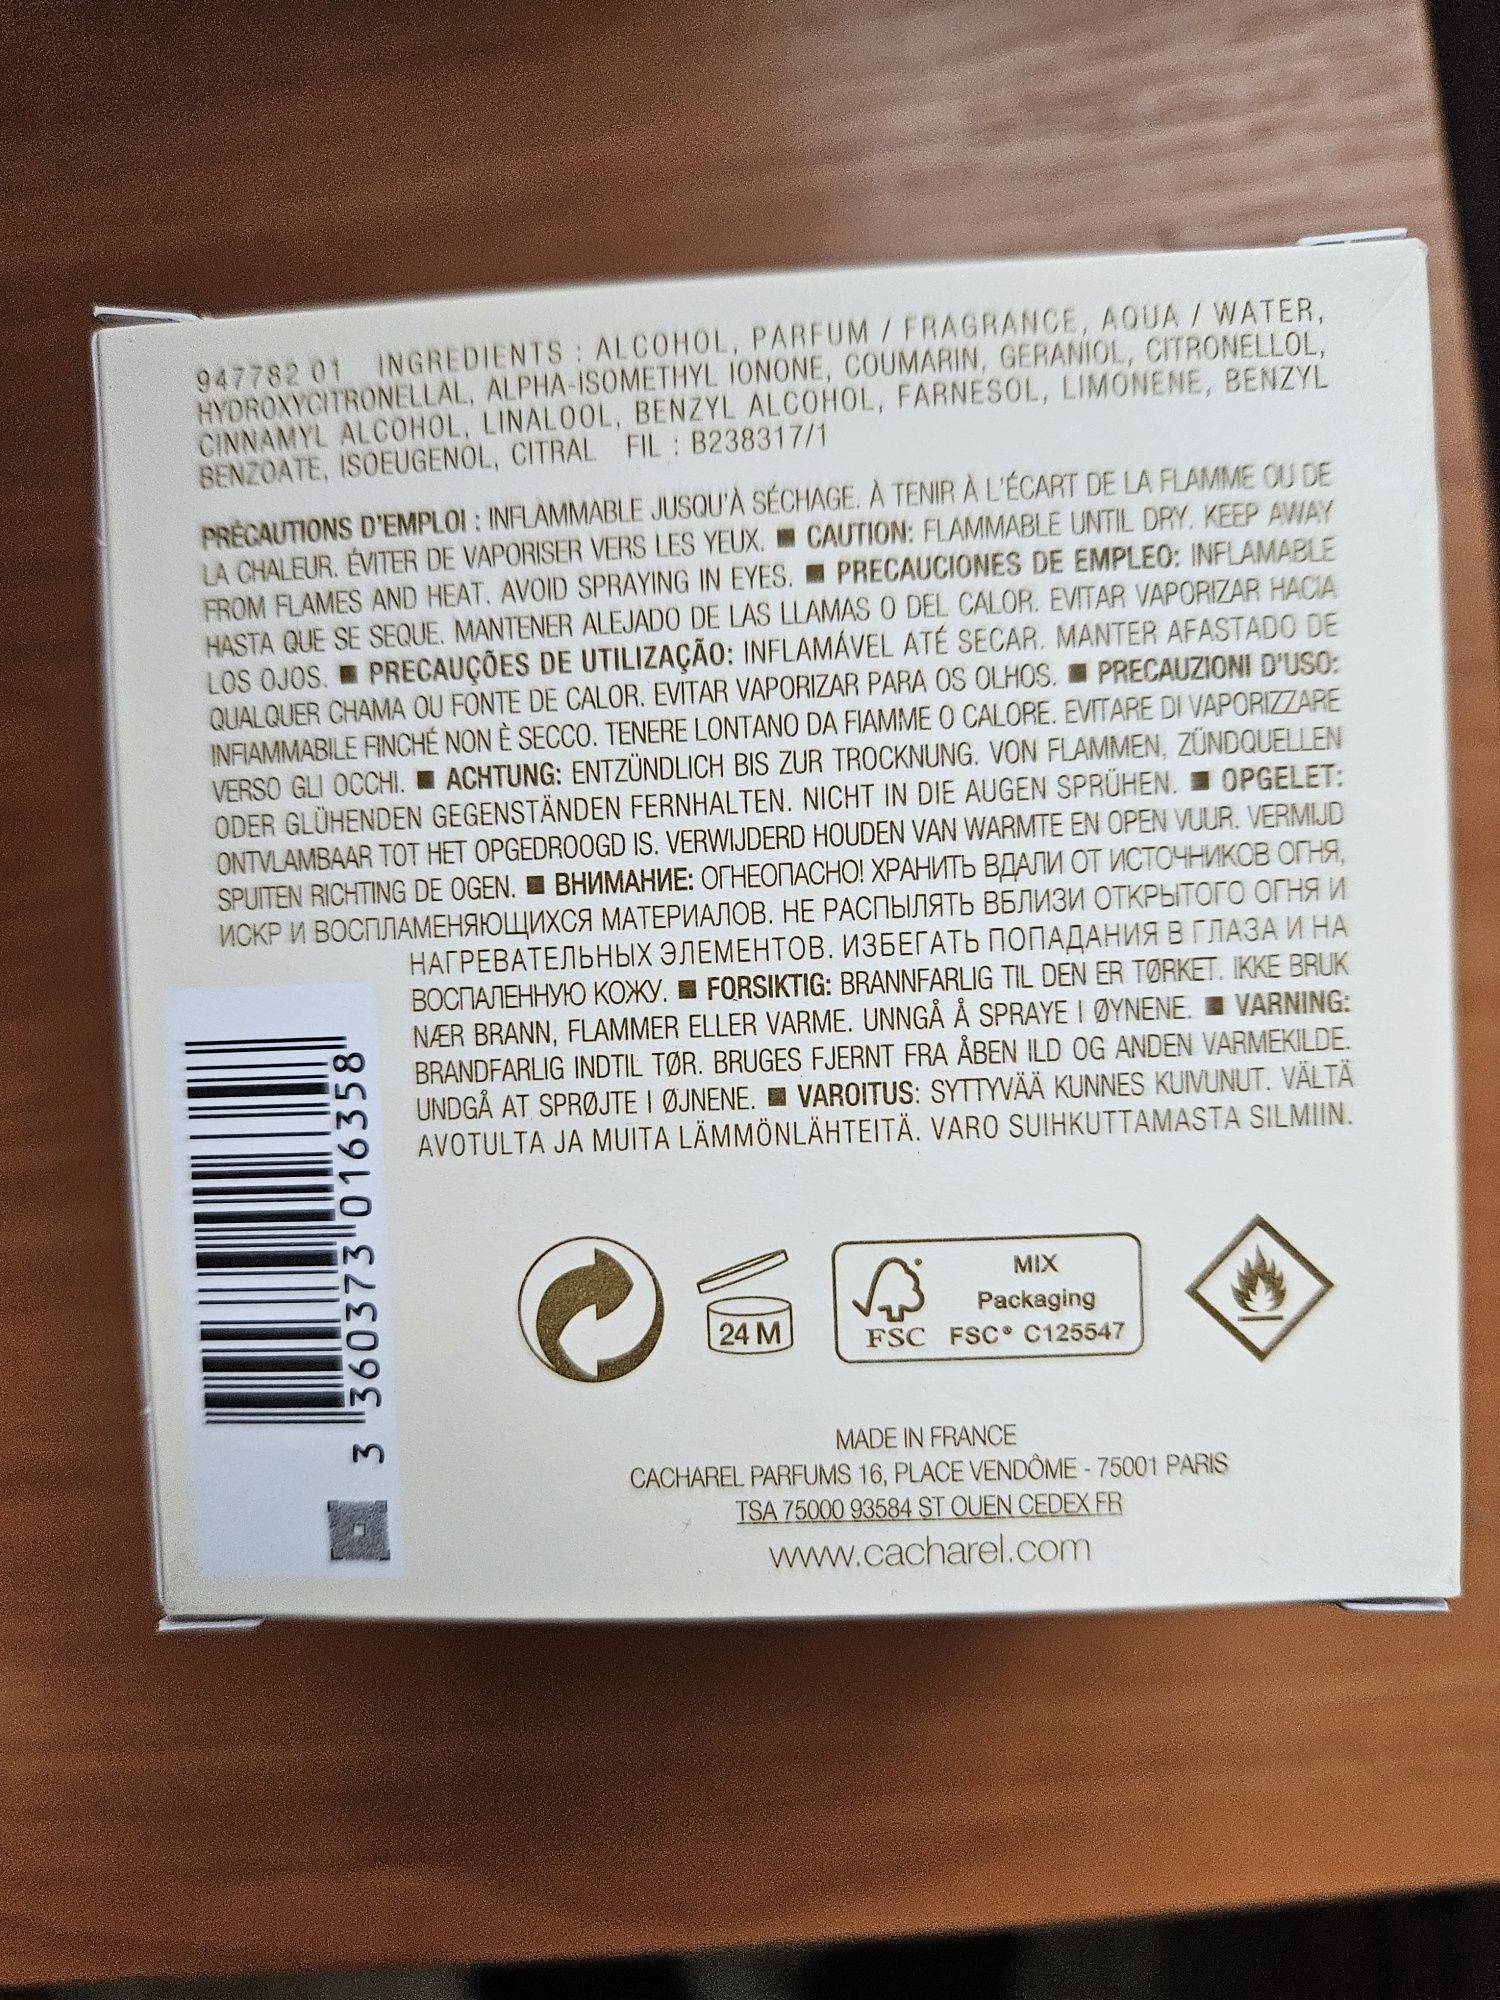 947782 01 INGREDIENTS : ALCOHOL, PARFUM / FRAGRANCE, AQUA / WATER,
HYDROXYCITRONELLAL, ALPHA-ISOMETHYL IONONE, COUMARIN, GERANIOL, CITRONELLOL,
CINNAMYL ALCOHOL, LINALOOL, BENZYL ALCOHOL, FARNESOL, LIMONENE, BENZYL
BENZOATE, ISOEUGENOL, CITRAL FIL : B238317/1
PRÉCAUTIONS D'EMPLOI : INFLAMMABLE JUSQU'À SÉCHAGE. À TENIR À L'ÉCART DE LA FLAMME OU DE
LA CHALEUR. ÉVITER DE VAPORISER VERS LES YEUX. ■ CAUTION: FLAMMABLE UNTIL DRY. KEEP AWAY
FROM FLAMES AND HEAT. AVOID SPRAYING IN EYES. ■ PRECAUCIONES DE EMPLEO: INFLAMABLE
HASTA QUE SE SEQUE. MANTENER ALEJADO DE LAS LLAMAS O DEL CALOR. EVITAR VAPORIZAR HACIA
LOS OJOS. ■ PRECAUÇÕES DE UTILIZAÇÃO: INFLAMÁVEL ATÉ SECAR. MANTER AFASTADO DE
QUALQUER CHAMA OU FONTE DE CALOR. EVITAR VAPORIZAR PARA OS OLHOS. ■ PRECAUZIONI D'USO:
INFIAMMABILE FINCHÉ NON È SECCO. TENERE LONTANO DA FIAMME O CALORE. EVITARE DI VAPORIZZARE
VERSO GLI OCCHI. ■ ACHTUNG: ENTZÜNDLICH BIS ZUR TROCKNUNG. VON FLAMMEN, ZÜNDQUELLEN
ODER GLÜHENDEN GEGENSTÄNDEN FERNHALTEN. NICHT IN DIE AUGEN SPRÜHEN. ■ OPGELET:
ONTVLAMBAAR TOT HET OPGEDROOGD IS. VERWIJDERD HOUDEN VAN WARMTE EN OPEN VUUR. VERMIJD
SPUITEN RICHTING DE OGEN. ■ ВНИМАНИЕ: ОГНЕОПАСНО! ХРАНИТЬ ВДАЛИ ОТ ИСТОЧНИКОВ ОГНЯ,
ИСКР И ВОСПЛАМЕНЯЮЩИХСЯ МАТЕРИАЛОВ. НЕ РАСПЫЛЯТЬ ВБЛИЗИ ОТКРЫТОГО ОГНЯ И
НАГРЕВАТЕЛЬНЫХ ЭЛЕМЕНТОВ. ИЗБЕГАТЬ ПОПАДАНИЯ В ГЛАЗА И НА
ВОСПАЛЕННУЮ КОЖУ. ■ FORSIKTIG: BRANNFARLIG TIL DEN ER TØRKET. IKKE BRUK
NÆR BRANN, FLAMMER ELLER VARME. UNNGÅ Å SPRAYE I ØYNENE. ■ VARNING:
BRANDFARLIG INDTIL TØR. BRUGES FJERNT FRA ÅBEN ILD OG ANDEN VARMEKILDE.
UNDGÅ AT SPRØJTE I ØJNENE. ■ VAROITUS: SYTTYVÄÄ KUNNES KUIVUNUT. VÄLTÄ
AVOTULTA JA MUITA LÄMMÖNLÄHTEITÄ. VARO SUIHKUTTAMASTA SILMIIN.
3 360373 016358
24 M
FSC
MIX
Packaging
FSC® C125547
MADE IN FRANCE
CACHAREL PARFUMS 16, PLACE VENDÔME - 75001 PARIS
TSA 75000 93584 ST OUEN CEDEX FR
www.cacharel.com